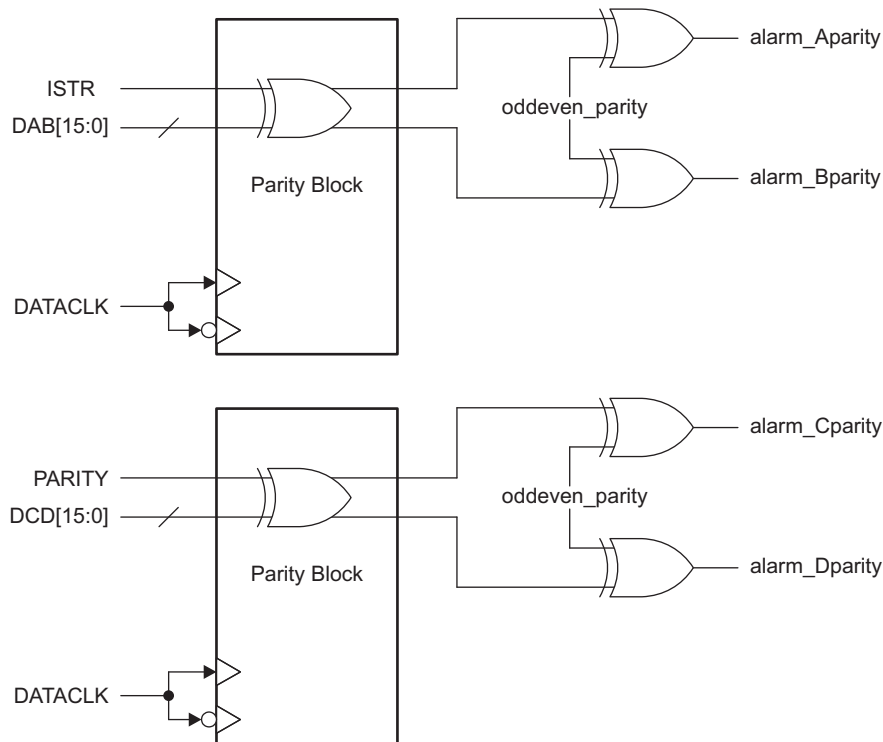 ISTR
DAB[15:0]
Parity Block
DATACLK
alarm_Aparity
oddeven_parity
alarm_Bparity
PARITY
DCD[15:0]
Parity Block
DATACLK
alarm_Cparity
oddeven_parity
alarm_Dparity